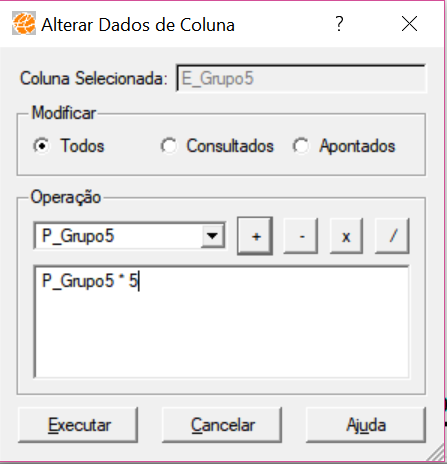 Alterar Dados de Coluna ?
Coluna Selecionada: E_Grupo5
Modificar
Todos Consultados Apontados
Operação
P_Grupo5 + - x /
P_Grupo5 * 5
Executar Cancelar Ajuda